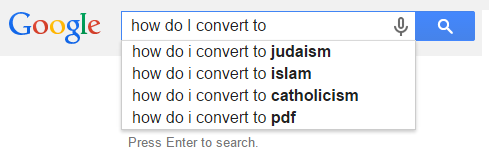 Google
how do I convert to
how do i convert to judaism
how do i convert to islam
how do i convert to catholicism
how do i convert to pdf
Press Enter to search.